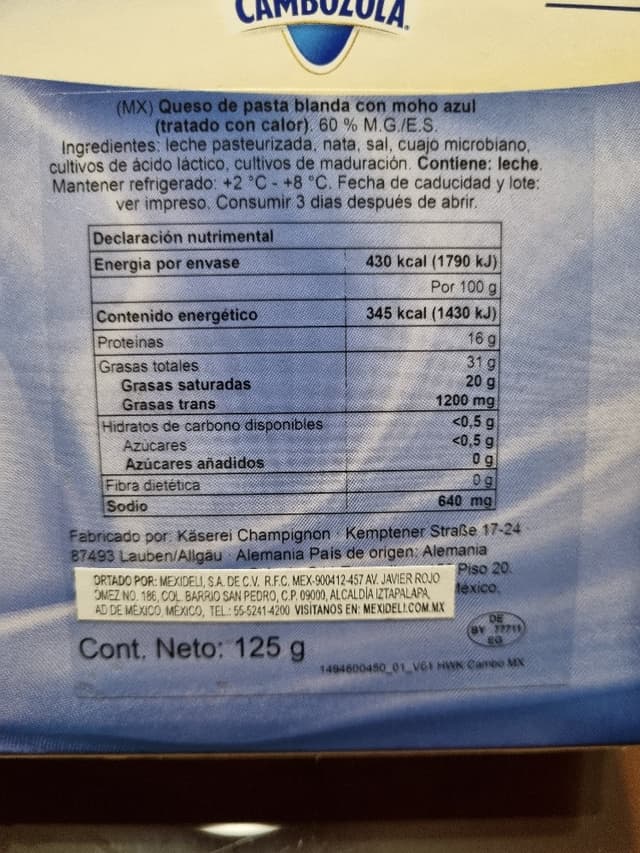 CAMBOZOLA®
(MX) Queso de pasta blanda con moho azul
(tratado con calor). 60 % M.G./E.S.
Ingredientes: leche pasteurizada, nata, sal, cuajo microbiano,
cultivos de ácido láctico, cultivos de maduración. Contiene: leche.
Mantener refrigerado: +2 °C - +8 °C. Fecha de caducidad y lote:
ver impreso. Consumir 3 dias después de abrir.
Declaración nutrimental
Energia por envase 430 kcal (1790 kJ)
Por 100 g
Contenido energético 345 kcal (1430 kJ)
Proteinas 16 g
Grasas totales 31 g
Grasas saturadas 20 g
Grasas trans 1200 mg
Hidratos de carbono disponibles <0,5 g
Azúcares <0,5 g
Azúcares añadidos 0 g
Fibra dietética 0 g
Sodio 640 mg
Fabricado por: Käserei Champignon · Kemptener Straße 17-24
87493 Lauben/Allgäu · Alemania País de origen: Alemania
Piso 20.
México,
ORTADO POR: MEXIDELI, S.A. DE C.V. R.F.C. MEX-900412-457 AV. JAVIER ROJO
OMEZ NO. 186, COL. BARRIO SAN PEDRO, C.P. 09000, ALCALDÍA IZTAPALAPA,
AD DE MÉXICO, MÉXICO, TEL.: 55-5241-4200 VISÍTANOS EN: MEXIDELI.COM.MX
DE
BY 77711
EG
Cont. Neto: 125 g
1494600450_01_V61 HWK Cambo MX